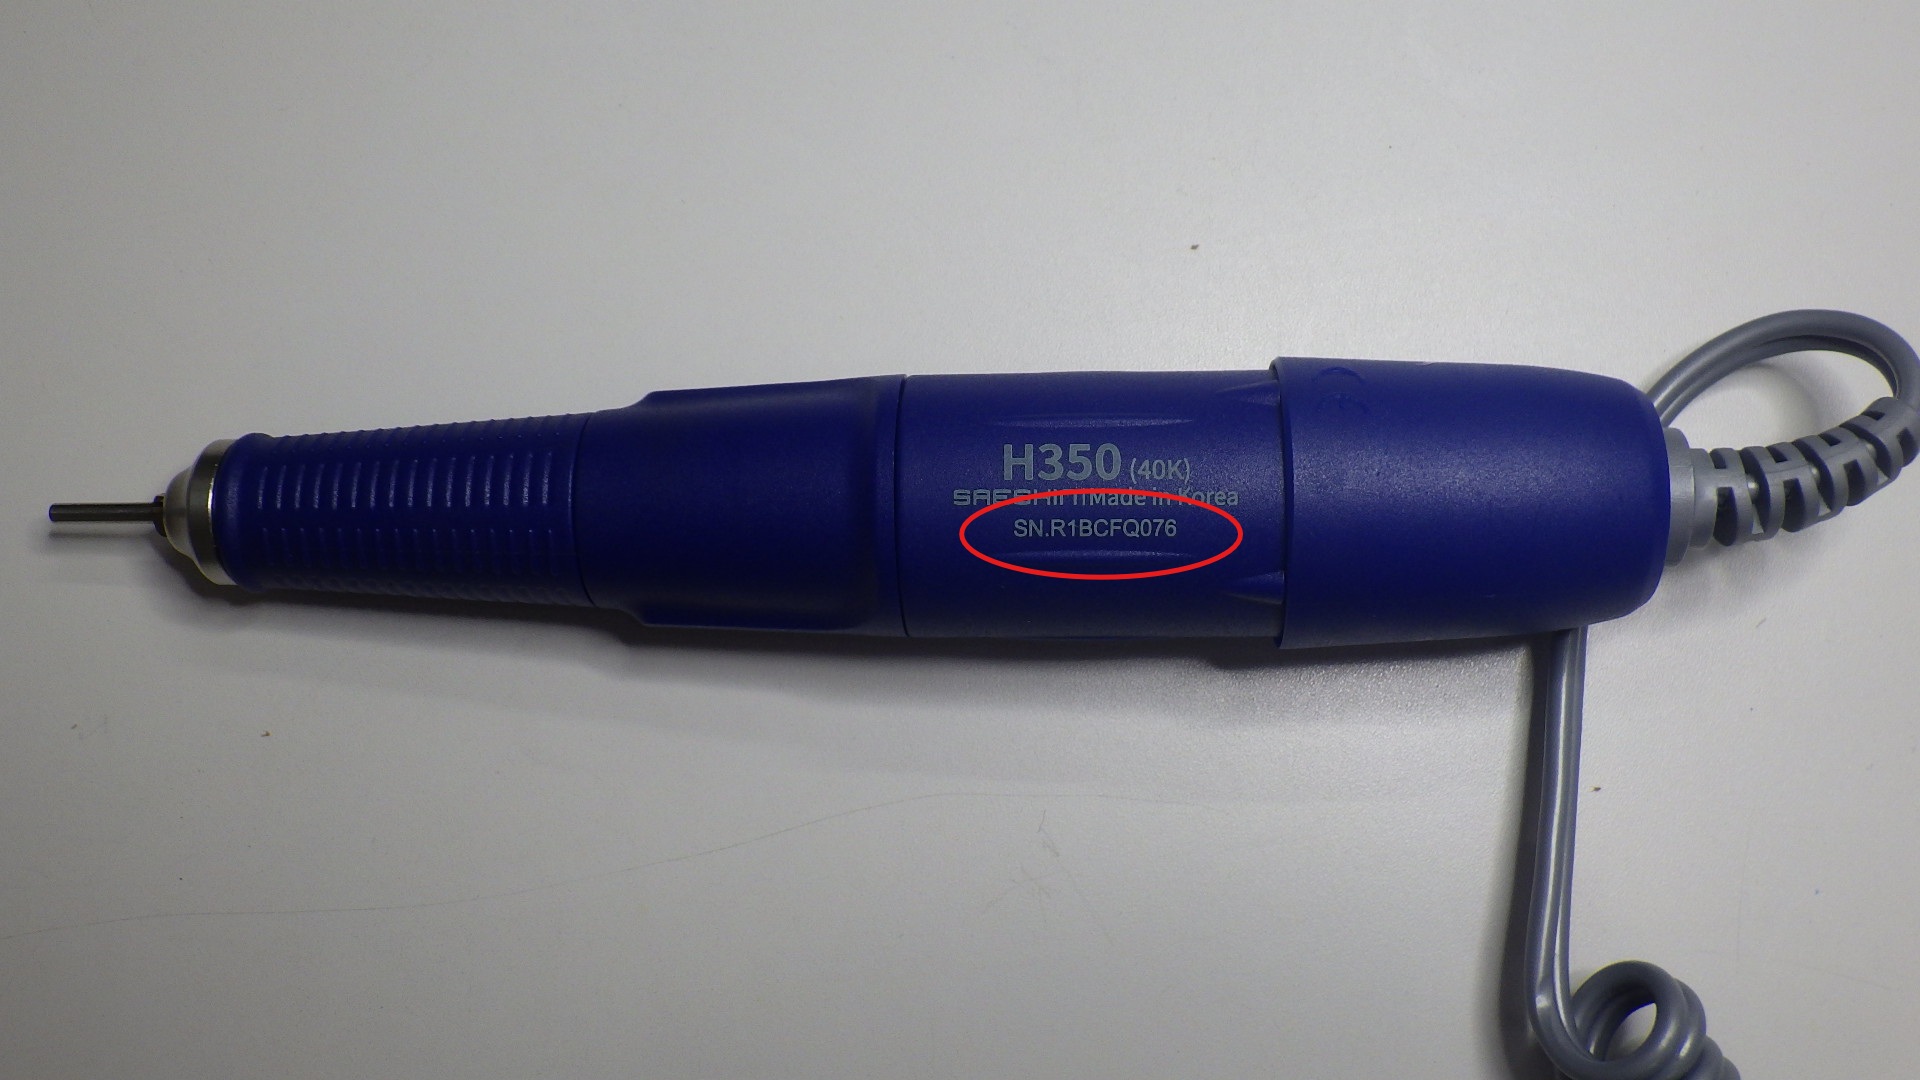 H350 (40K)
SAESHIN Made in Korea
SN.R1BCFQ076